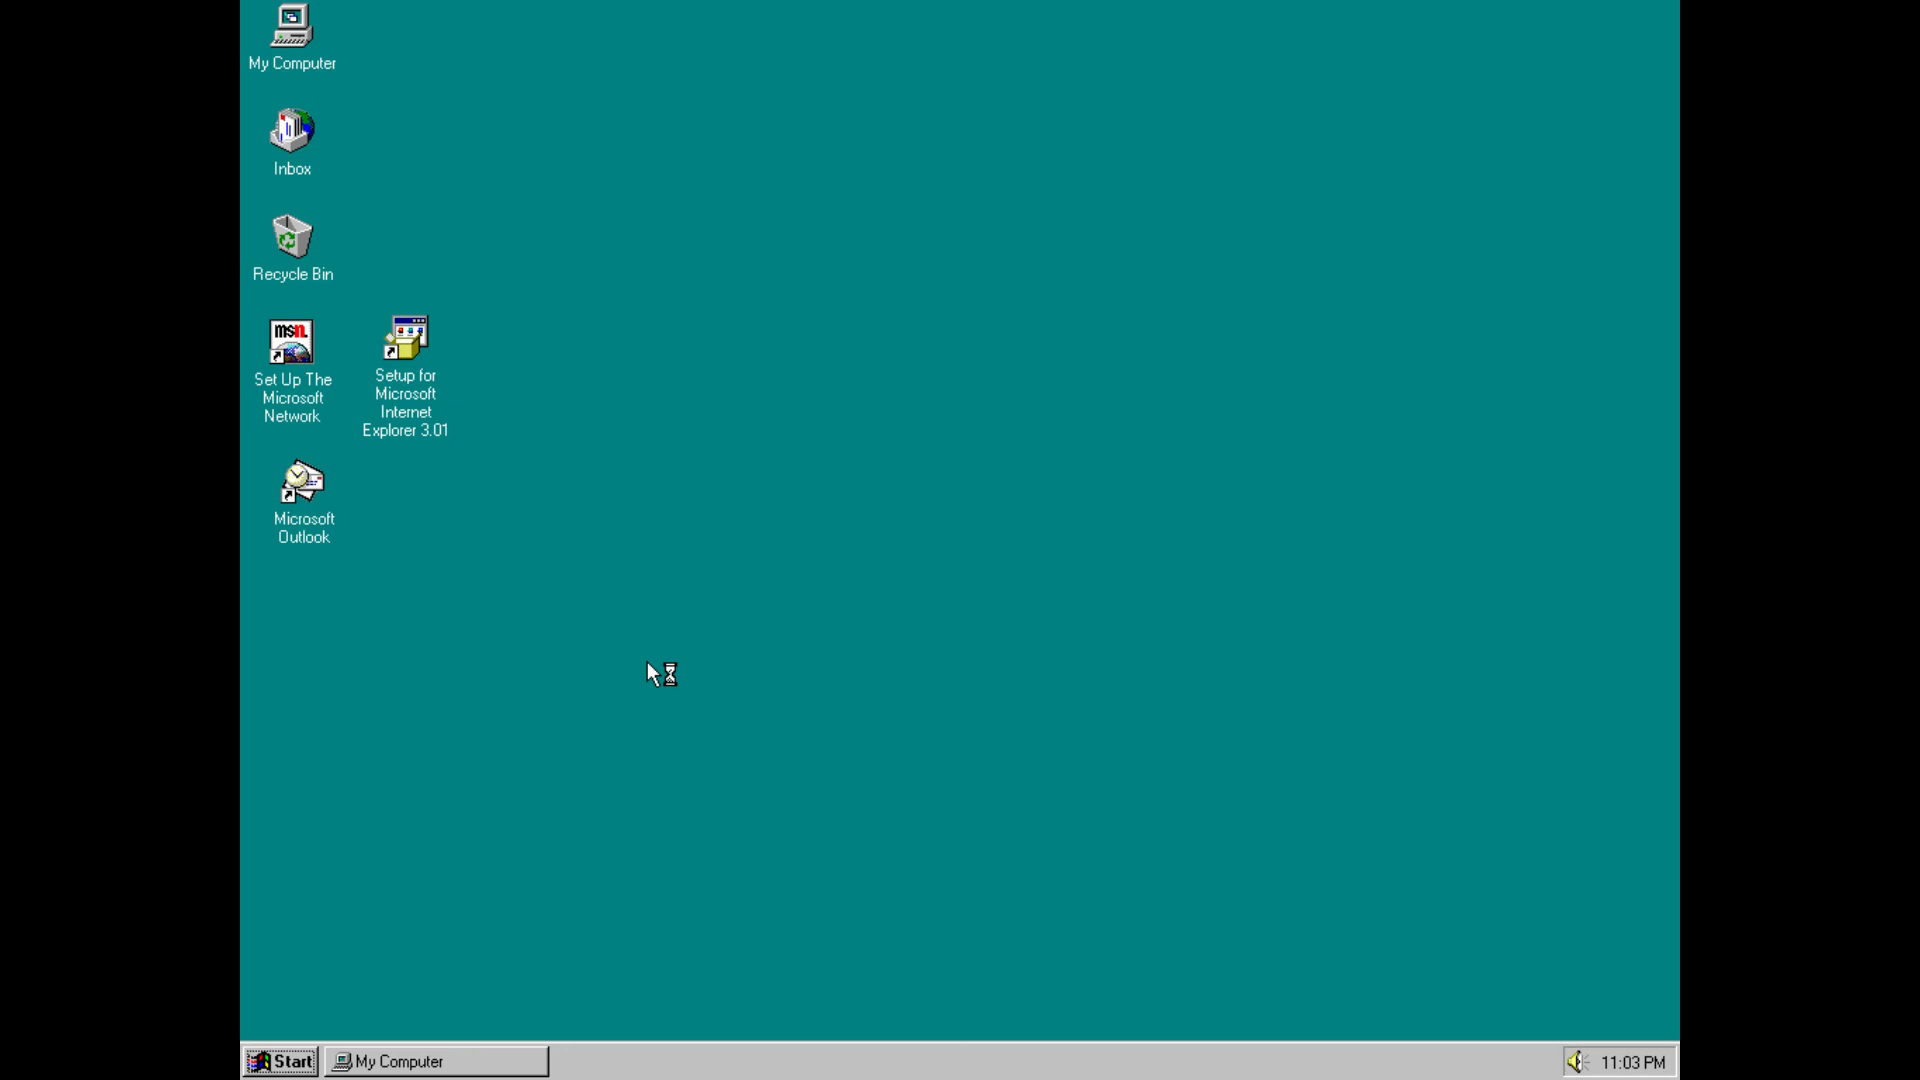 My Computer
Inbox
Recycle Bin
msn.
Set Up The
Microsoft
Network
Setup for
Microsoft
Internet
Explorer 3.01
Microsoft
Outlook
Start
My Computer
11:03 PM